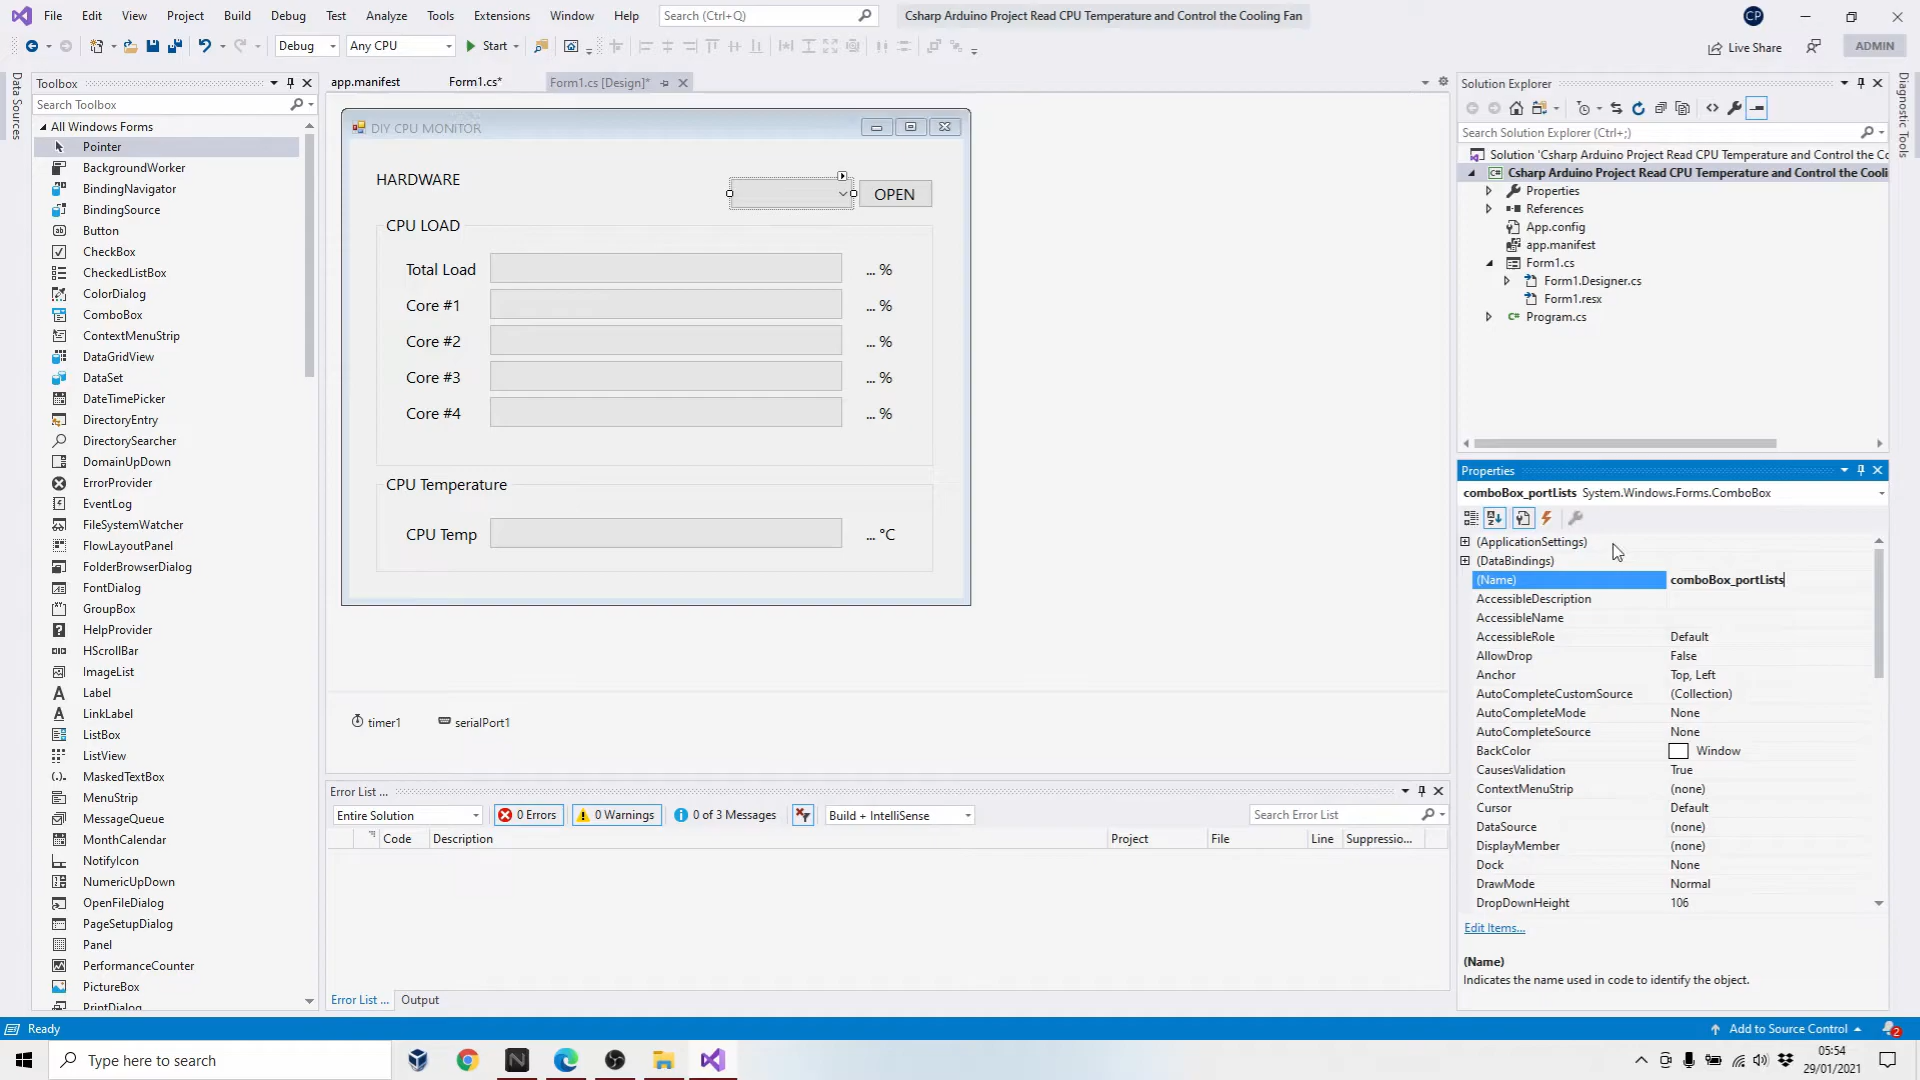 File Edit View Project Build Debug Test Analyze Tools Extensions Window Help Search (Ctrl+Q) Csharp Arduino Project Read CPU Temperature and Control the Cooling Fan CP
Debug Any CPU Start Live Share ADMIN
Data Sources
Toolbox
Search Toolbox
All Windows Forms
Pointer
BackgroundWorker
BindingNavigator
BindingSource
Button
CheckBox
CheckedListBox
ColorDialog
ComboBox
ContextMenuStrip
DataGridView
DataSet
DateTimePicker
DirectoryEntry
DirectorySearcher
DomainUpDown
ErrorProvider
EventLog
FileSystemWatcher
FlowLayoutPanel
FolderBrowserDialog
FontDialog
GroupBox
HelpProvider
HScrollBar
ImageList
Label
LinkLabel
ListBox
ListView
MaskedTextBox
MenuStrip
MessageQueue
MonthCalendar
NotifyIcon
NumericUpDown
OpenFileDialog
PageSetupDialog
Panel
PerformanceCounter
PictureBox
PrintDialog
app.manifest Form1.cs* Form1.cs [Design]*
DIY CPU MONITOR
HARDWARE
OPEN
CPU LOAD
Total Load ... %
Core #1 ... %
Core #2 ... %
Core #3 ... %
Core #4 ... %
CPU Temperature
CPU Temp ... °C
timer1 serialPort1
Error List ...
Entire Solution 0 Errors 0 Warnings 0 of 3 Messages Build + IntelliSense Search Error List
Code Description Project File Line Suppressio...
Error List ... Output
Solution Explorer
Search Solution Explorer (Ctrl+;)
Solution 'Csharp Arduino Project Read CPU Temperature and Control the Cc
Csharp Arduino Project Read CPU Temperature and Control the Cooli
Properties
References
App.config
app.manifest
Form1.cs
Form1.Designer.cs
Form1.resx
Program.cs
Diagnostic Tools
Properties
comboBox_portLists System.Windows.Forms.ComboBox
(ApplicationSettings)
(DataBindings)
(Name) comboBox_portLists
AccessibleDescription
AccessibleName
AccessibleRole Default
AllowDrop False
Anchor Top, Left
AutoCompleteCustomSource (Collection)
AutoCompleteMode None
AutoCompleteSource None
BackColor Window
CausesValidation True
ContextMenuStrip (none)
Cursor Default
DataSource (none)
DisplayMember (none)
Dock None
DrawMode Normal
DropDownHeight 106
Edit Items...
(Name)
Indicates the name used in code to identify the object.
Ready Add to Source Control 2
Type here to search
05:54
29/01/2021